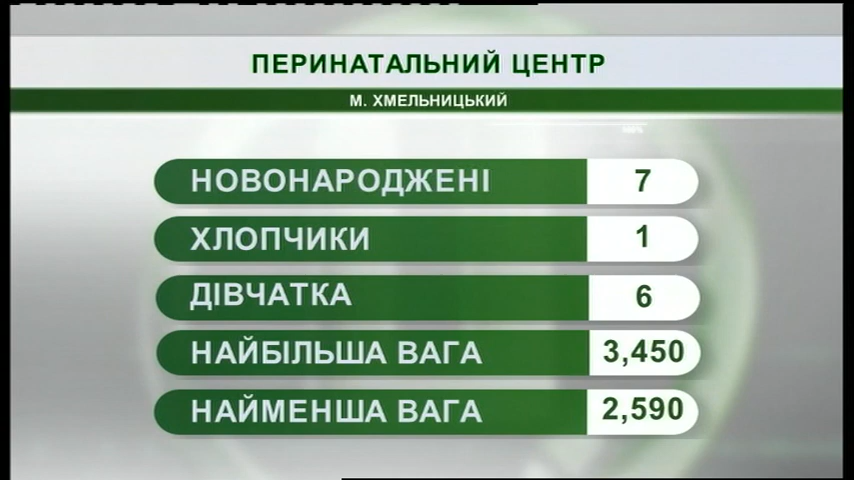 ПЕРИНАТАЛЬНИЙ ЦЕНТР
М. ХМЕЛЬНИЦЬКИЙ
НОВОНАРОДЖЕНІ 7
ХЛОПЧИКИ 1
ДІВЧАТКА 6
НАЙБІЛЬША ВАГА 3,450
НАЙМЕНША ВАГА 2,590